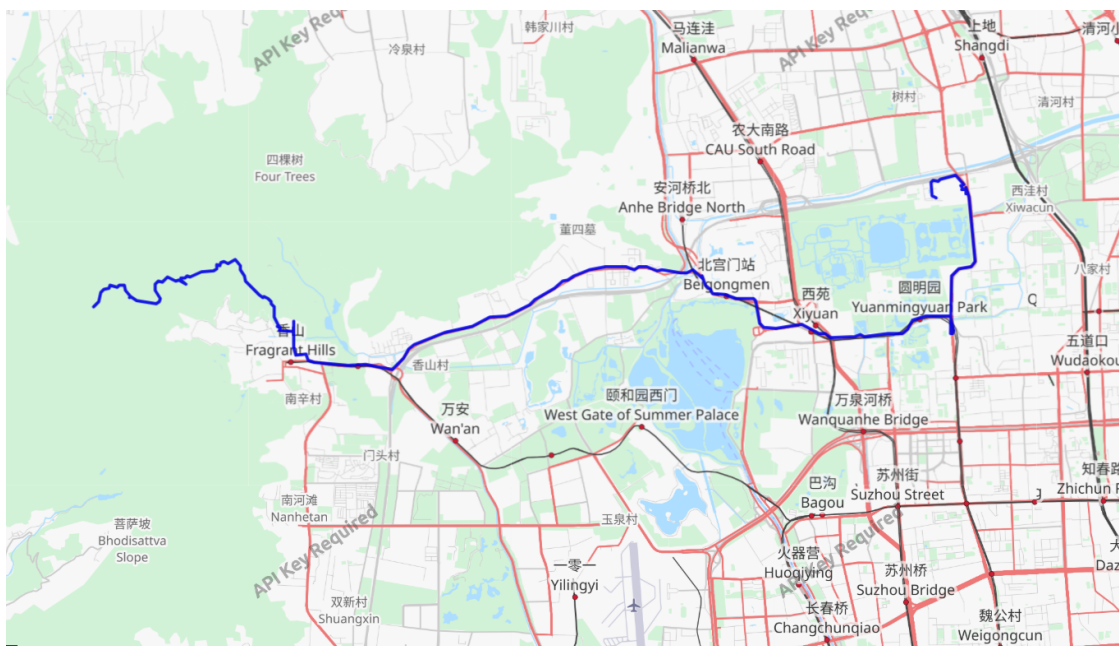 API Key Required
API Key Required
韩家川村
冷泉村
马连洼
Malianwa
上地
Shangdi
树村
清河村
农大南路
CAU South Road
四棵树
Four Trees
安河桥北
Anhe Bridge North
西洼村
Xiwacun
董四墓
北宫门站
Beigongmen
八家村
西苑
Xiyuan
圆明园
Yuanmingyuan Park
Q
香山
Fragrant Hills
香山村
五道口
Wudaokou
南辛村
颐和园西门
West Gate of Summer Palace
万安
Wan'an
万泉河桥
Wanquanhe Bridge
门头村
苏州街
Suzhou Street
巴沟
Bagou
知春路
Zhichun R
南河滩
Nanhetan
菩萨坡
Bhodisattva
Slope
玉泉村
API Key Required
API Key Required
火器营
Huoqiying
一零一
Yilingyi
苏州桥
Suzhou Bridge
双新村
Shuangxin
长春桥
Changchunqiao
魏公村
Weigongcun
Daz